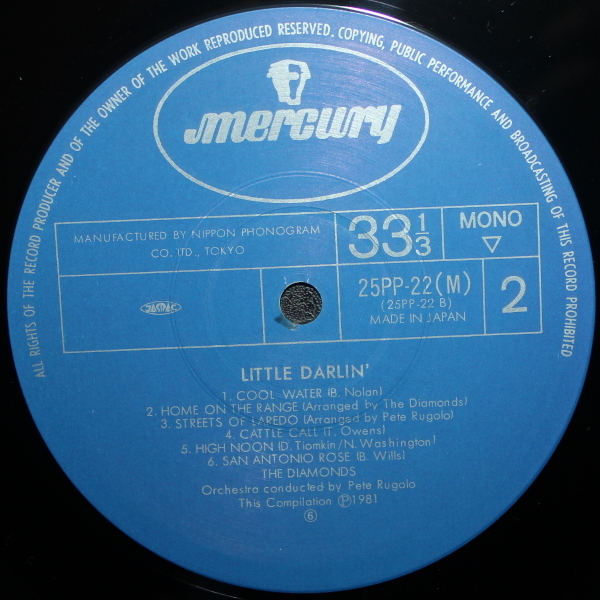 ALL RIGHTS OF THE RECORD PRODUCER AND OF THE OWNER OF THE WORK REPRODUCED RESERVED. COPYING, PUBLIC PERFORMANCE AND BROADCASTING OF THIS RECORD PROHIBITED
mercury
MANUFACTURED BY NIPPON PHONOGRAM
CO. LTD., TOKYO
33 1/3
MONO
▽
JASRAC
25PP-22(M)
(25PP-22 B)
MADE IN JAPAN
2
LITTLE DARLIN'
1. COOL WATER (B. Nolan)
2. HOME ON THE RANGE (Arranged by The Diamonds)
3. STREETS OF LAREDO (Arranged by Pete Rugolo)
4. CATTLE CALL (T. Owens)
5. HIGH NOON (D. Tiomkin/N. Washington)
6. SAN ANTONIO ROSE (B. Wills)
THE DIAMONDS
Orchestra conducted by Pete Rugolo
This Compilation Ⓟ1981
⑥